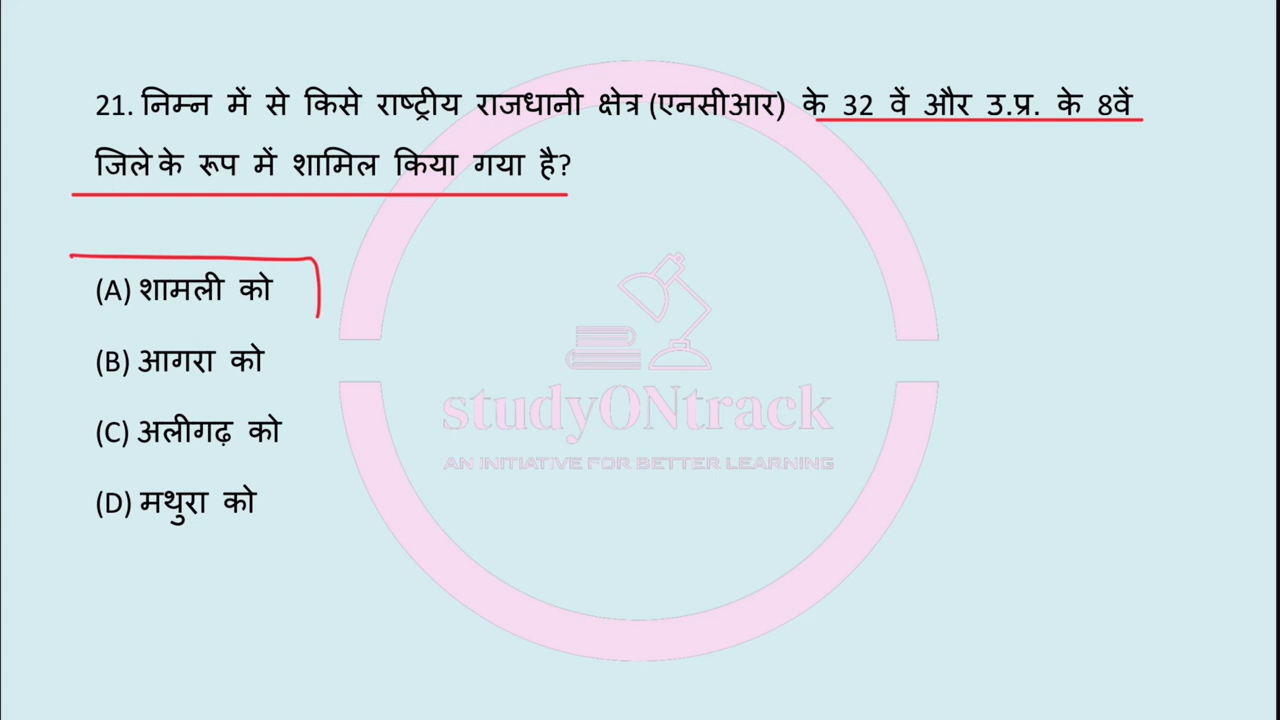 21. निम्न में से किसे राष्ट्रीय राजधानी क्षेत्र (एनसीआर) के 32 वें और उ.प्र. के 8वें
जिले के रूप में शामिल किया गया है?
(A) शामली को
(B) आगरा को
(C) अलीगढ़ को
(D) मथुरा को
studyONtrack
AN INITIATIVE FOR BETTER LEARNING